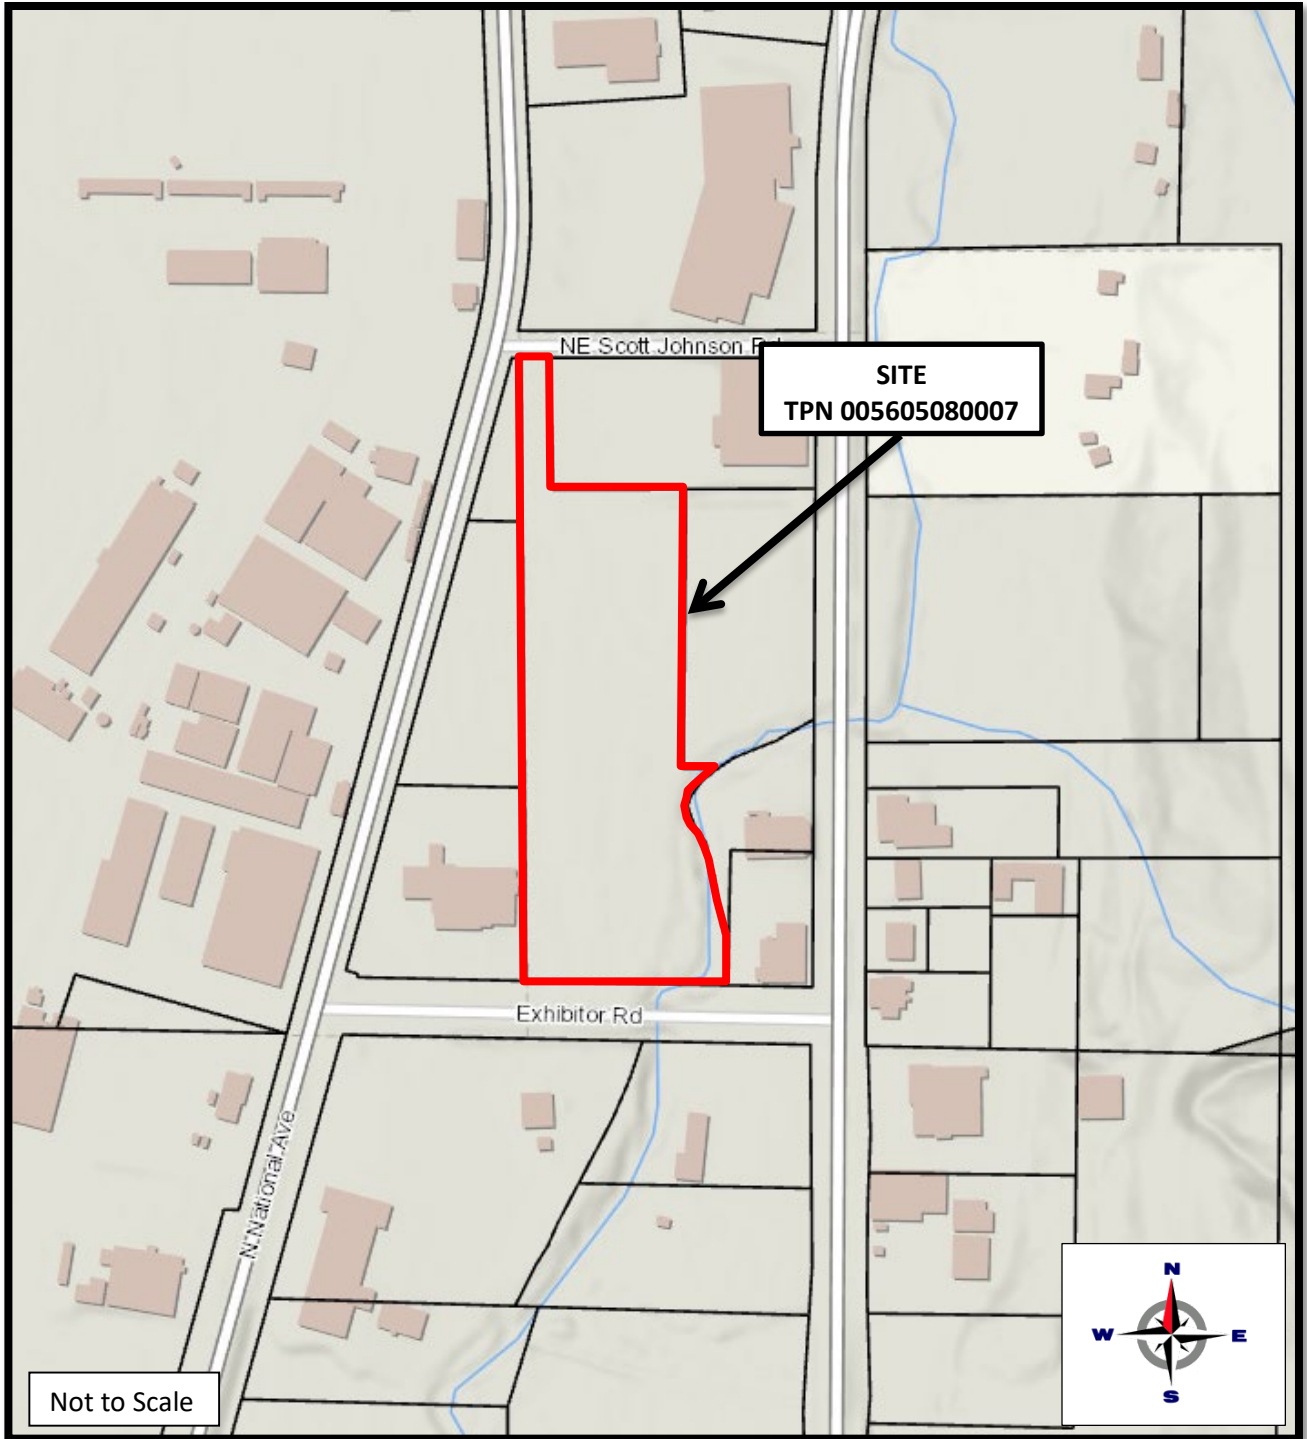 NE Scott Johnson Rd
SITE
TPN 005605080007
Exhibitor Rd
N National Ave
N
W
E
S
Not to Scale